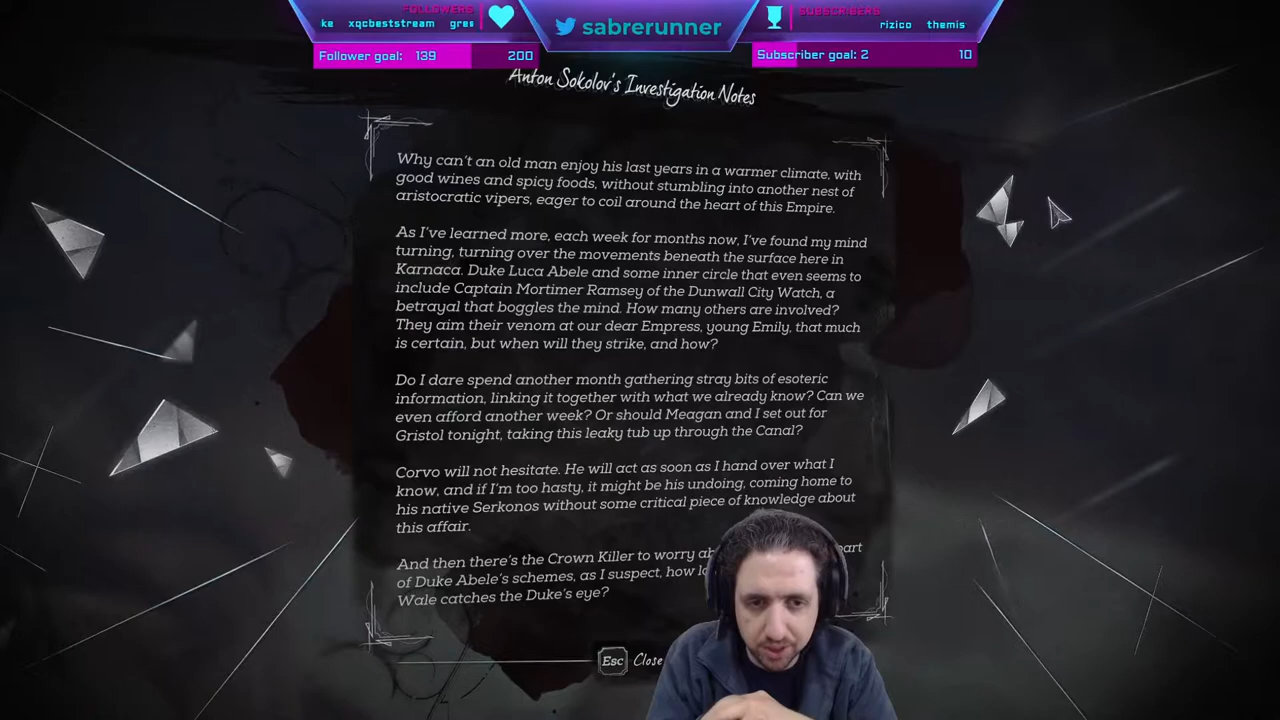 FOLLOWERS
SUBSCRIBERS
ke xqcbeststream gre
sabrerunner
rizico themis
Follower goal: 139 200
Subscriber goal: 2 10
Anton Sokolov's Investigation Notes
Why can't an old man enjoy his last years in a warmer climate, with
good wines and spicy foods, without stumbling into another nest of
aristocratic vipers, eager to coil around the heart of this Empire.
As I've learned more, each week for months now, I've found my mind
turning, turning over the movements beneath the surface here in
Karnaca. Duke Luca Abele and some inner circle that even seems to
include Captain Mortimer Ramsey of the Dunwall City Watch, a
betrayal that boggles the mind. How many others are involved?
They aim their venom at our dear Empress, young Emily, that much
is certain, but when will they strike, and how?
Do I dare spend another month gathering stray bits of esoteric
information, linking it together with what we already know? Can we
even afford another week? Or should Meagan and I set out for
Gristol tonight, taking this leaky tub up through the Canal?
Corvo will not hesitate. He will act as soon as I hand over what I
know, and if I'm too hasty, it might be his undoing, coming home to
his native Serkonos without some critical piece of knowledge about
this affair.
And then there's the Crown Killer to worry
of Duke Abele's schemes, as I suspect, how
Wale catches the Duke's eye?
Esc Close